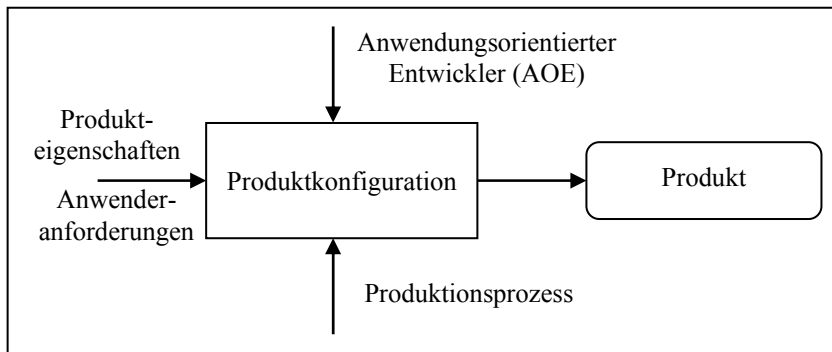 Anwendungsorientierter
Entwickler (AOE)
Produkt-
eigenschaften
Anwender-
anforderungen
Produktkonfiguration
Produkt
Produktionsprozess